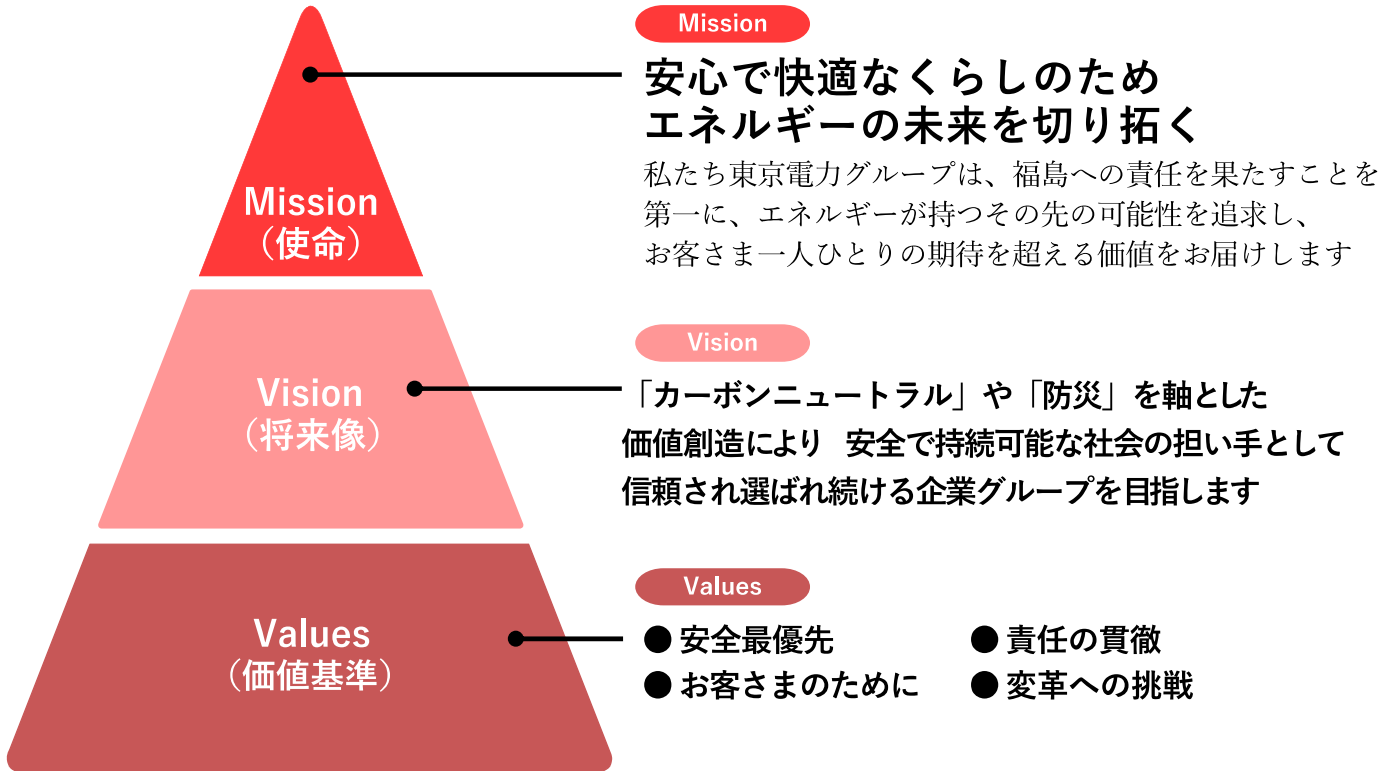 Mission
（使命）
Mission
安心で快適なくらしのため
エネルギーの未来を切り拓く
私たち東京電力グループは、福島への責任を果たすことを
第一に、エネルギーが持つその先の可能性を追求し、
お客さま一人ひとりの期待を超える価値をお届けします
Vision
（将来像）
Vision
「カーボンニュートラル」や「防災」を軸とした
価値創造により 安全で持続可能な社会の担い手として
信頼され選ばれ続ける企業グループを目指します
Values
（価値基準）
Values
● 安全最優先
● 責任の貫徹
● お客さまのために
● 変革への挑戦